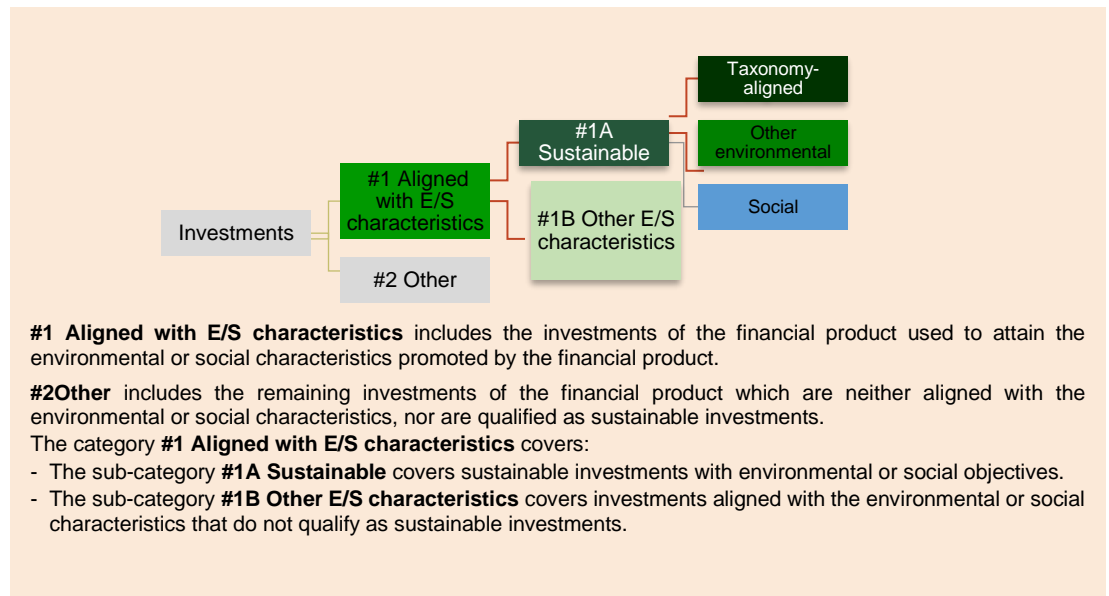 Taxonomy-
aligned
#1A
Sustainable
Other
environmental
#1 Aligned
with E/S
characteristics
Social
#1B Other E/S
characteristics
Investments
#2 Other
#1 Aligned with E/S characteristics includes the investments of the financial product used to attain the
environmental or social characteristics promoted by the financial product.
#2Other includes the remaining investments of the financial product which are neither aligned with the
environmental or social characteristics, nor are qualified as sustainable investments.
The category #1 Aligned with E/S characteristics covers:
- The sub-category #1A Sustainable covers sustainable investments with environmental or social objectives.
- The sub-category #1B Other E/S characteristics covers investments aligned with the environmental or social
characteristics that do not qualify as sustainable investments.